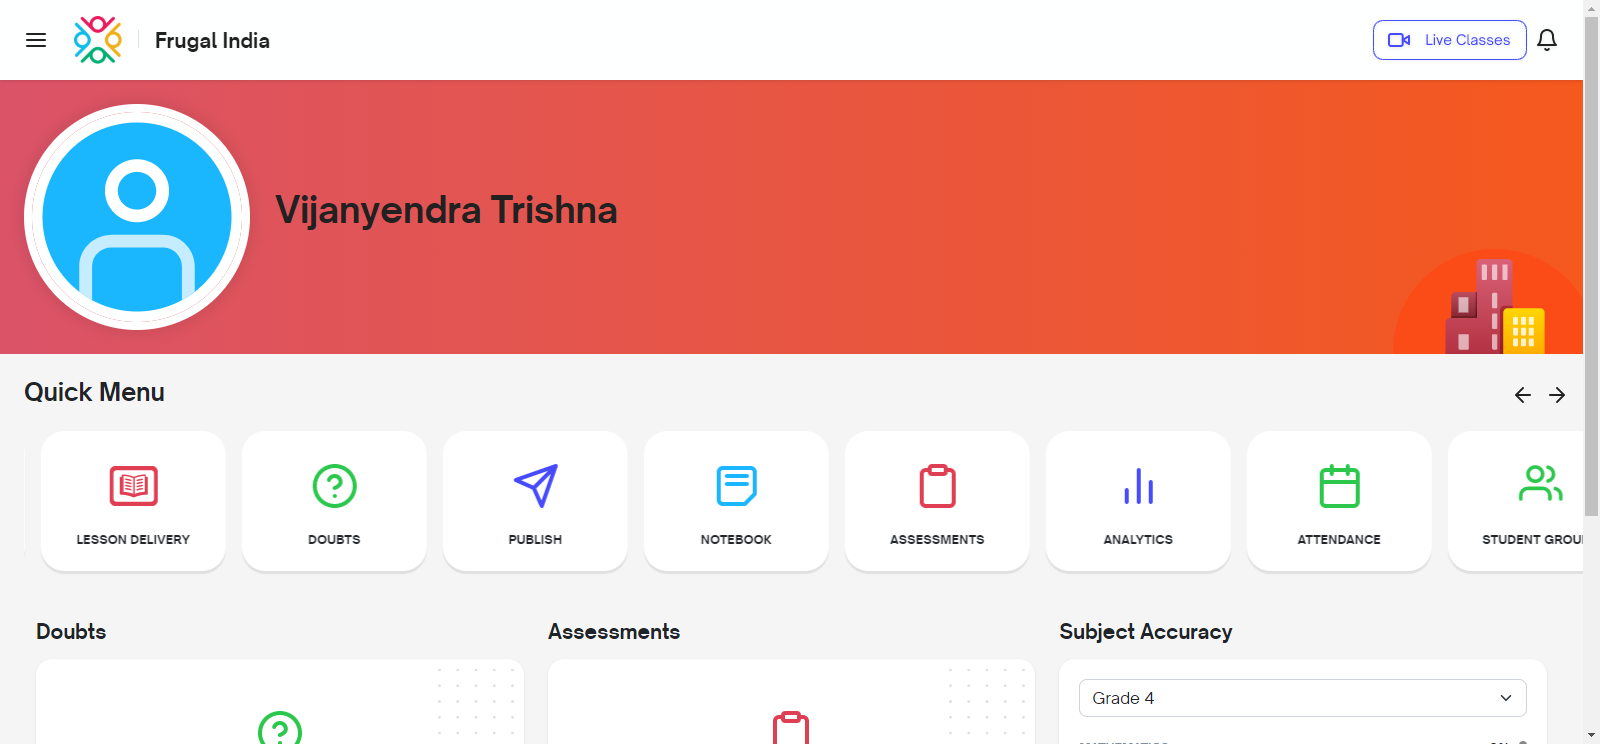 Frugal India
Live Classes
Vijanyendra Trishna
Quick Menu
LESSON DELIVERY
DOUBTS
PUBLISH
NOTEBOOK
ASSESSMENTS
ANALYTICS
ATTENDANCE
STUDENT GROU
Doubts
Assessments
Subject Accuracy
Grade 4